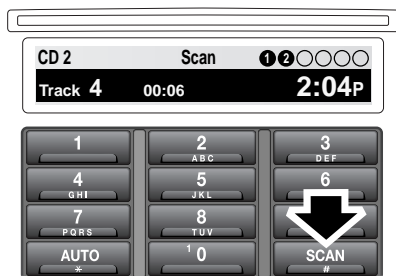 CD 2 Scan 1 2
Track 4 00:06 2:04P
1 2 3
ABC DEF
4 5 6
GHI JKL
7 8
PQRS TUV
AUTO 1 0 SCAN
* #